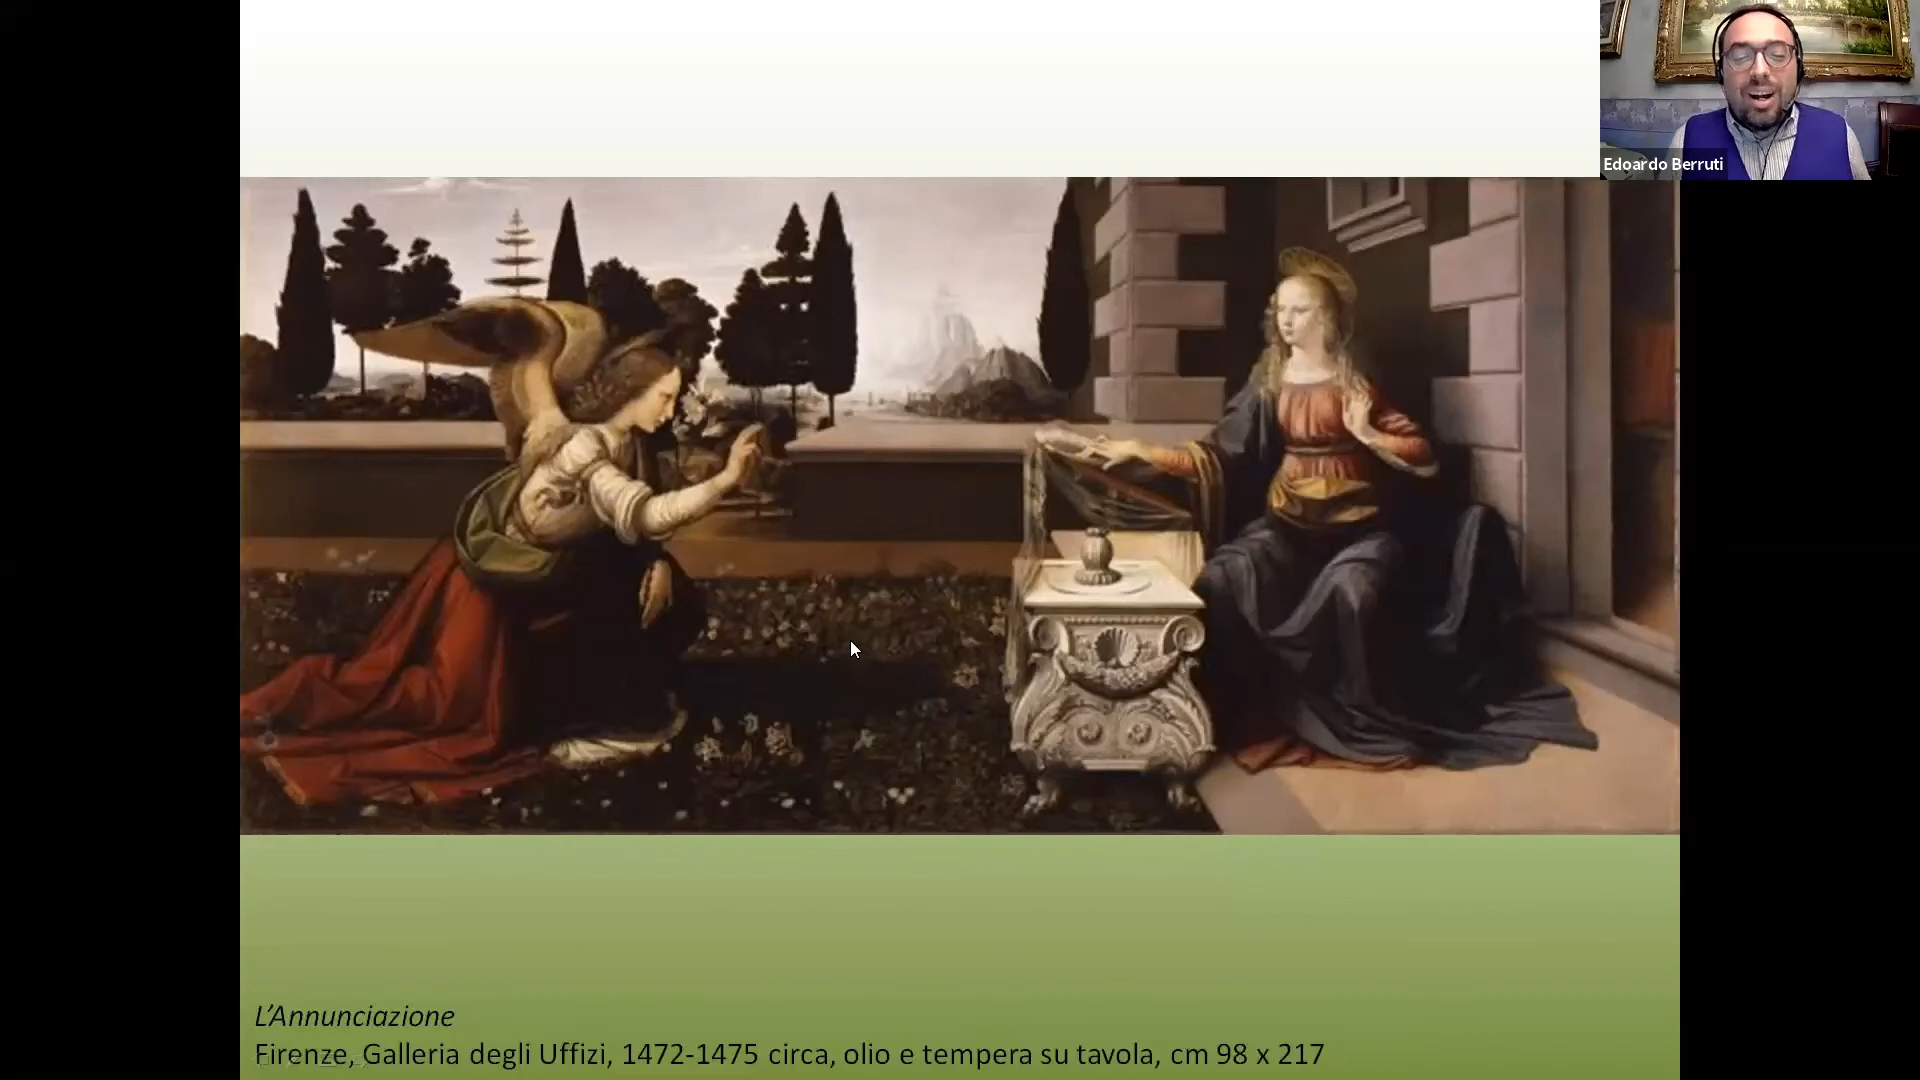 Edoardo Berruti
L’Annunciazione
Firenze, Galleria degli Uffizi, 1472-1475 circa, olio e tempera su tavola, cm 98 x 217